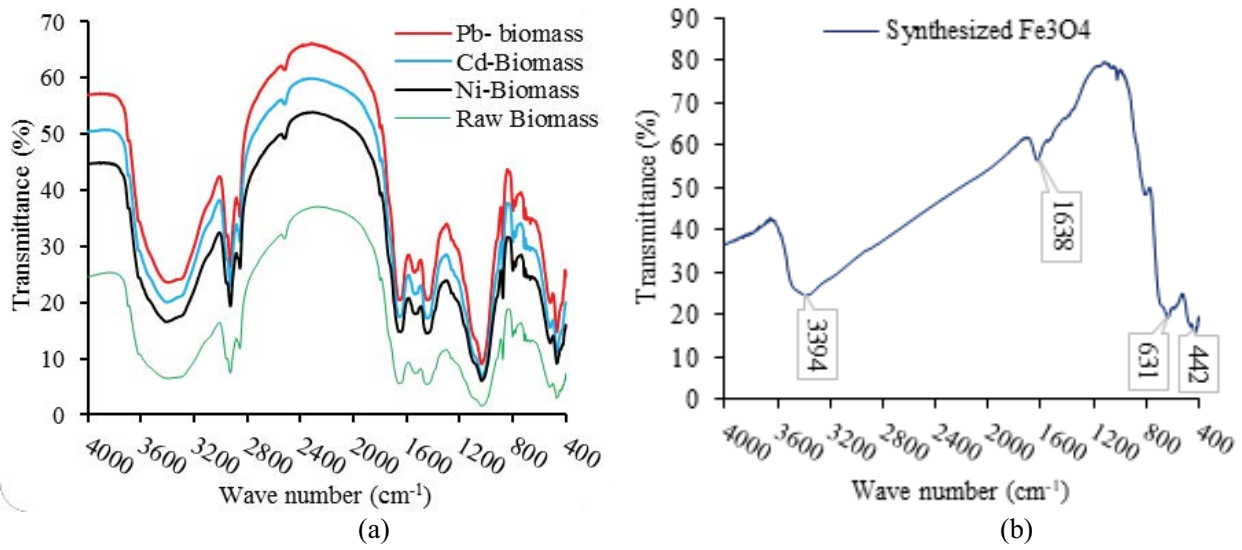 70
60
50
40
30
20
10
0
Transmittance (%)
Pb- biomass
Cd-Biomass
Ni-Biomass
Raw Biomass
4000 3600 3200 2800 2400 2000 1600 1200 800 400
Wave number (cm⁻¹)
(a)
90
80
70
60
50
40
30
20
10
0
Transmittance (%)
Synthesized Fe3O4
3394
1638
631
442
4000 3600 3200 2800 2400 2000 1600 1200 800 400
Wave number (cm⁻¹)
(b)